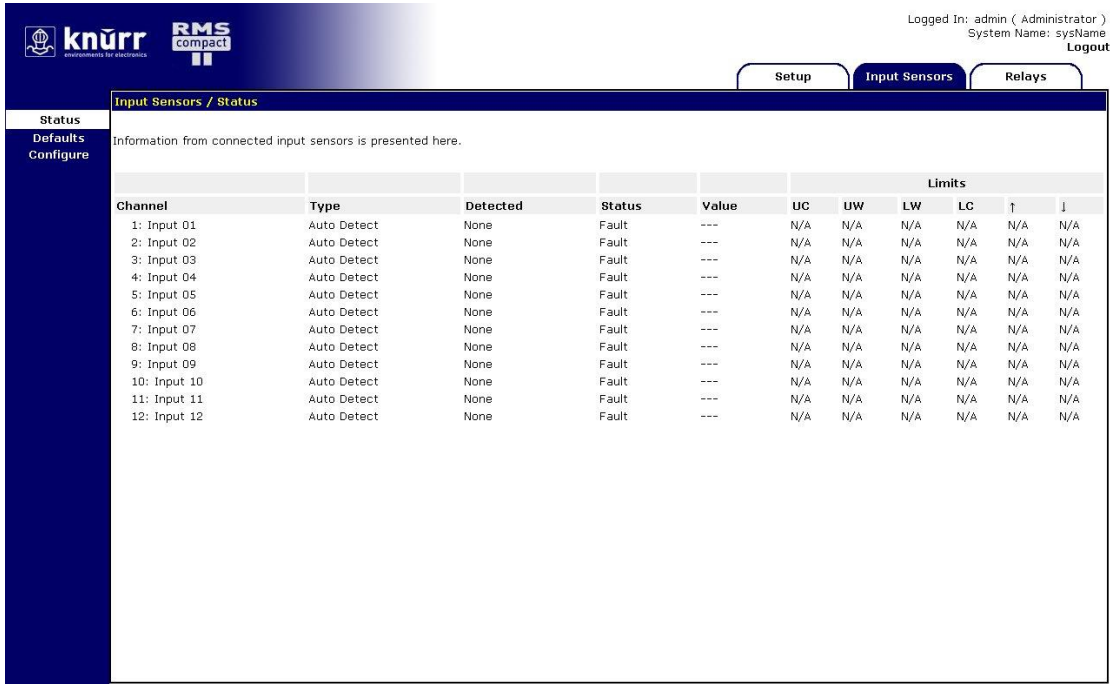 Logged In: admin ( Administrator )
System Name: sysName
Logout
knürr
environments for electronics
RMS
compact
II
Setup
Input Sensors
Relays
Input Sensors / Status
Status
Defaults
Configure
Information from connected input sensors is presented here.
Limits
Channel Type Detected Status Value UC UW LW LC ↑ ↓
1: Input 01 Auto Detect None Fault --- N/A N/A N/A N/A N/A N/A
2: Input 02 Auto Detect None Fault --- N/A N/A N/A N/A N/A N/A
3: Input 03 Auto Detect None Fault --- N/A N/A N/A N/A N/A N/A
4: Input 04 Auto Detect None Fault --- N/A N/A N/A N/A N/A N/A
5: Input 05 Auto Detect None Fault --- N/A N/A N/A N/A N/A N/A
6: Input 06 Auto Detect None Fault --- N/A N/A N/A N/A N/A N/A
7: Input 07 Auto Detect None Fault --- N/A N/A N/A N/A N/A N/A
8: Input 08 Auto Detect None Fault --- N/A N/A N/A N/A N/A N/A
9: Input 09 Auto Detect None Fault --- N/A N/A N/A N/A N/A N/A
10: Input 10 Auto Detect None Fault --- N/A N/A N/A N/A N/A N/A
11: Input 11 Auto Detect None Fault --- N/A N/A N/A N/A N/A N/A
12: Input 12 Auto Detect None Fault --- N/A N/A N/A N/A N/A N/A